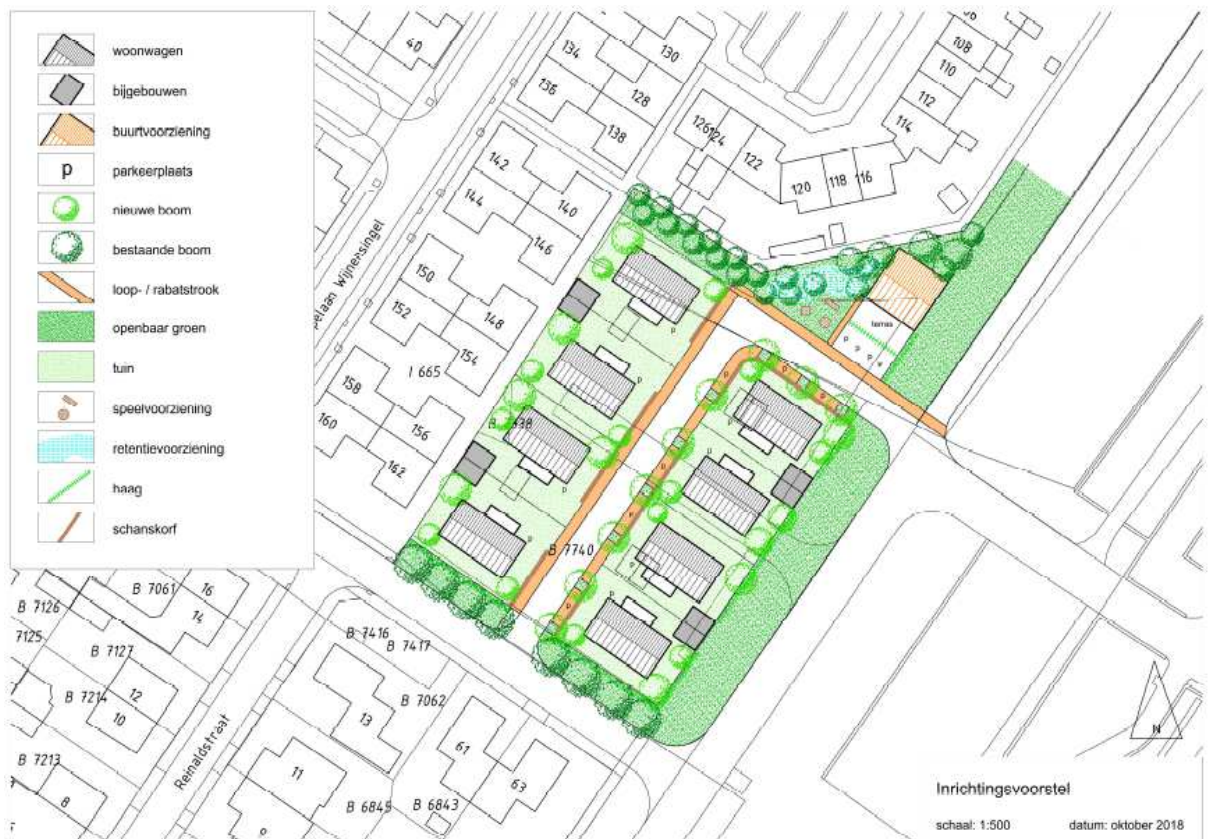 woonwagen
bijgebouwen
buurtvoorziening
p
parkeerplaats
nieuwe boom
bestaande boom
loop- / rabatstrook
openbaar groen
tuin
speelvoorziening
retentievoorziening
haag
schanskorf
40
134
130
136
128
138
126
124
122
120
118
116
108
110
112
114
142
144
140
146
150
152
148
154
I 665
158
160
156
162
pelaan Wijnensingel
terras
p
p
p
p
p
p
p
p
p
p
p
B 7740
B 7126
7125
B 7127
B 7061
16
14
B 7214
12
10
B 7213
8
Reinaldstraat
B 7416
B 7417
B 7062
13
11
61
63
B 6845
B 6843
N
Inrichtingsvoorstel
schaal: 1:500
datum: oktober 2018